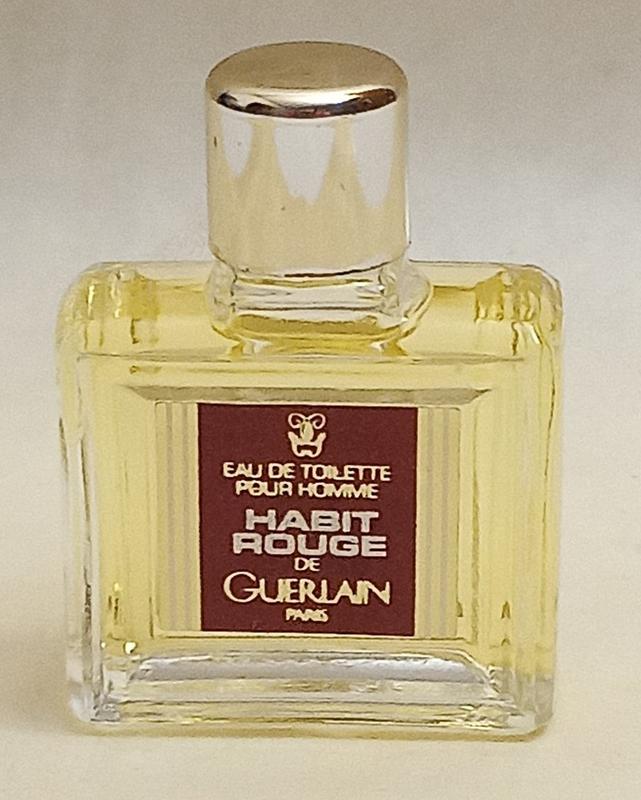 EAU DE TOILETTE
POUR HOMME
HABIT
ROUGE
DE
GUERLAIN
PARIS